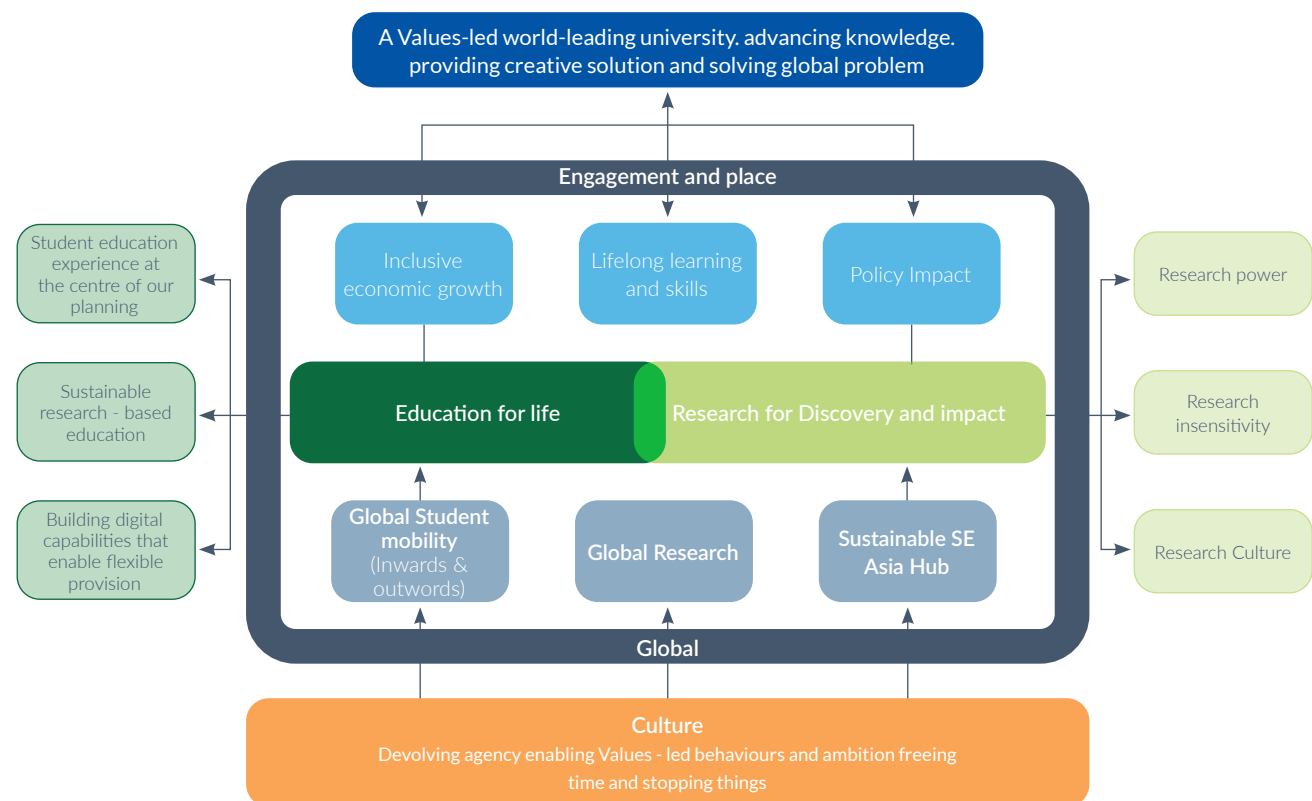 A Values-led world-leading university. advancing knowledge.
providing creative solution and solving global problem
Engagement and place
Inclusive
economic growth
Lifelong learning
and skills
Policy Impact
Student education
experience at
the centre of our
planning
Sustainable
research - based
education
Building digital
capabilities that
enable flexible
provision
Education for life
Research for Discovery and impact
Research power
Research
insensitivity
Research Culture
Global Student
mobility
(Inwards &
outwords)
Global Research
Sustainable SE
Asia Hub
Global
Culture
Devolving agency enabling Values - led behaviours and ambition freeing
time and stopping things